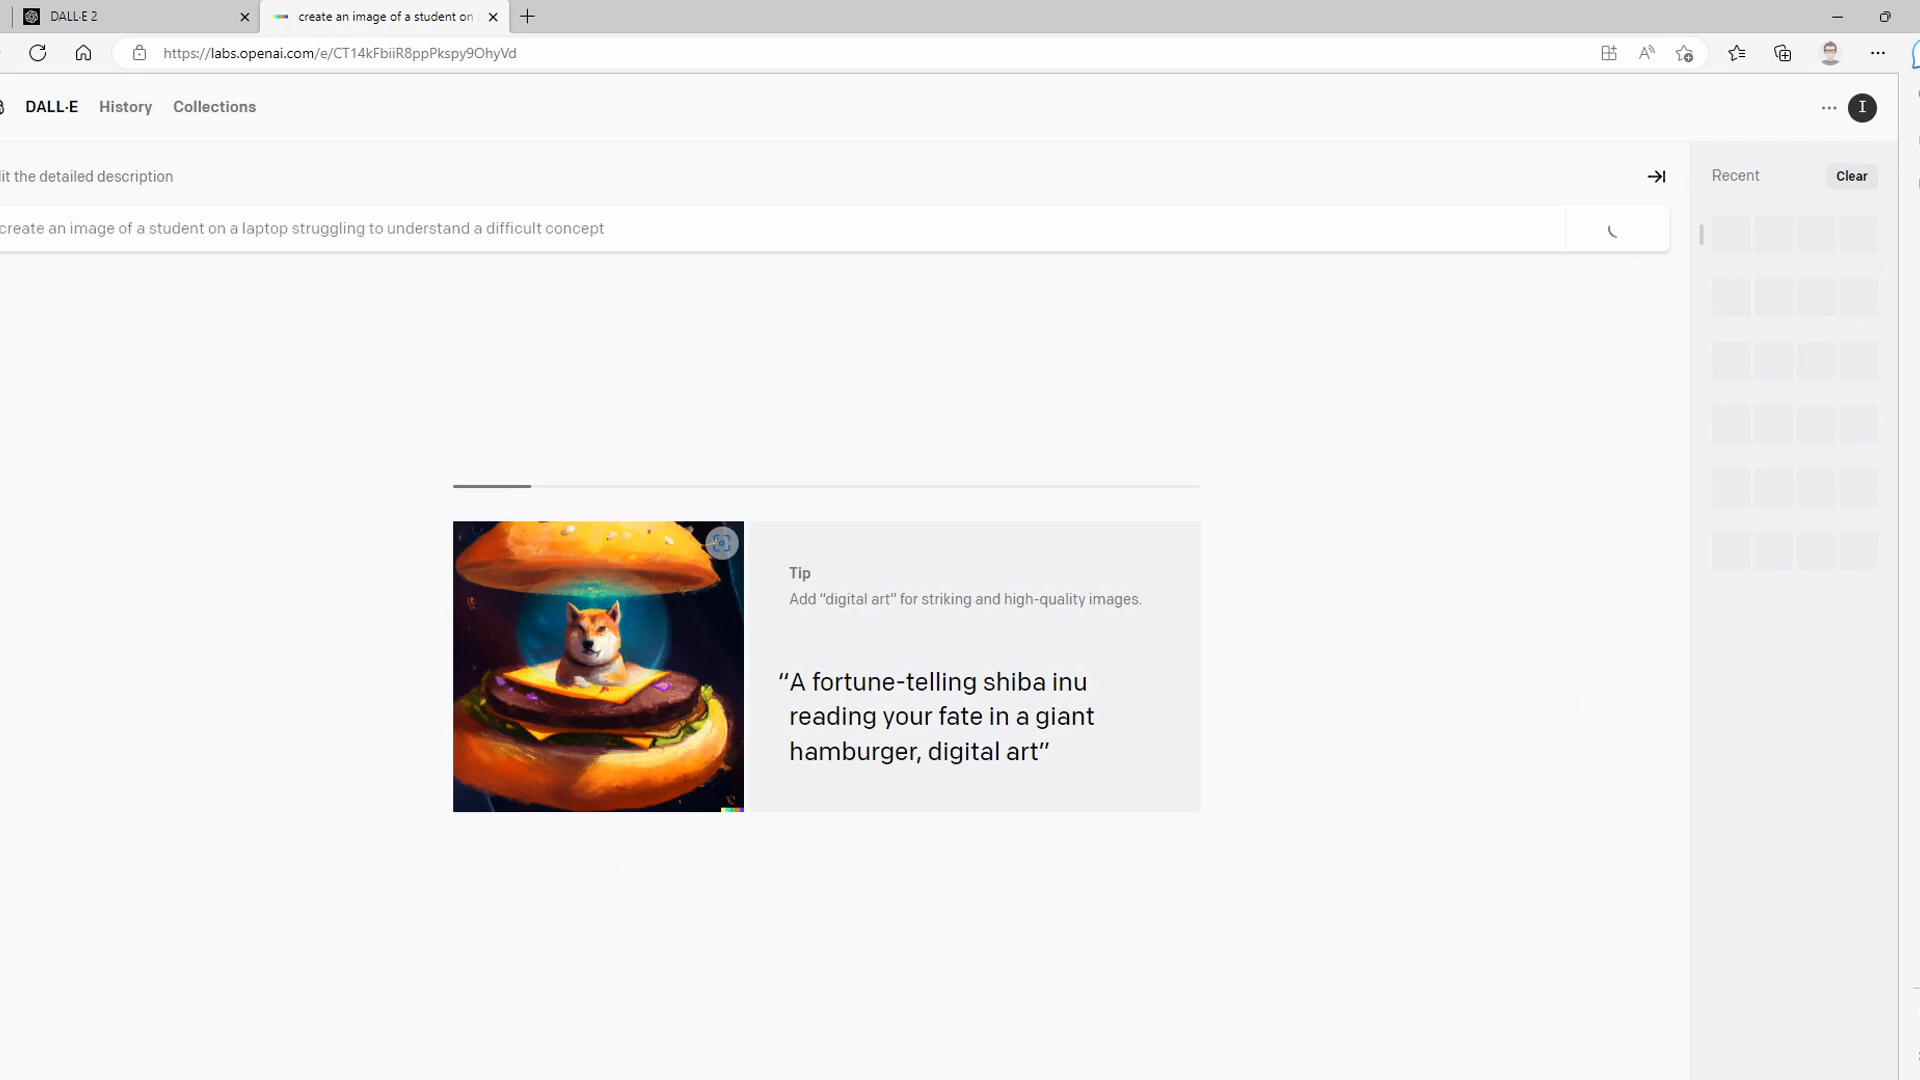 DALL·E 2
create an image of a student on
https://labs.openai.com/e/CT14kFbiiR8ppPkspy9OhyVd
DALL·E History Collections
I
it the detailed description
Recent
Clear
create an image of a student on a laptop struggling to understand a difficult concept
Tip
Add “digital art” for striking and high-quality images.
“A fortune-telling shiba inu
reading your fate in a giant
hamburger, digital art”